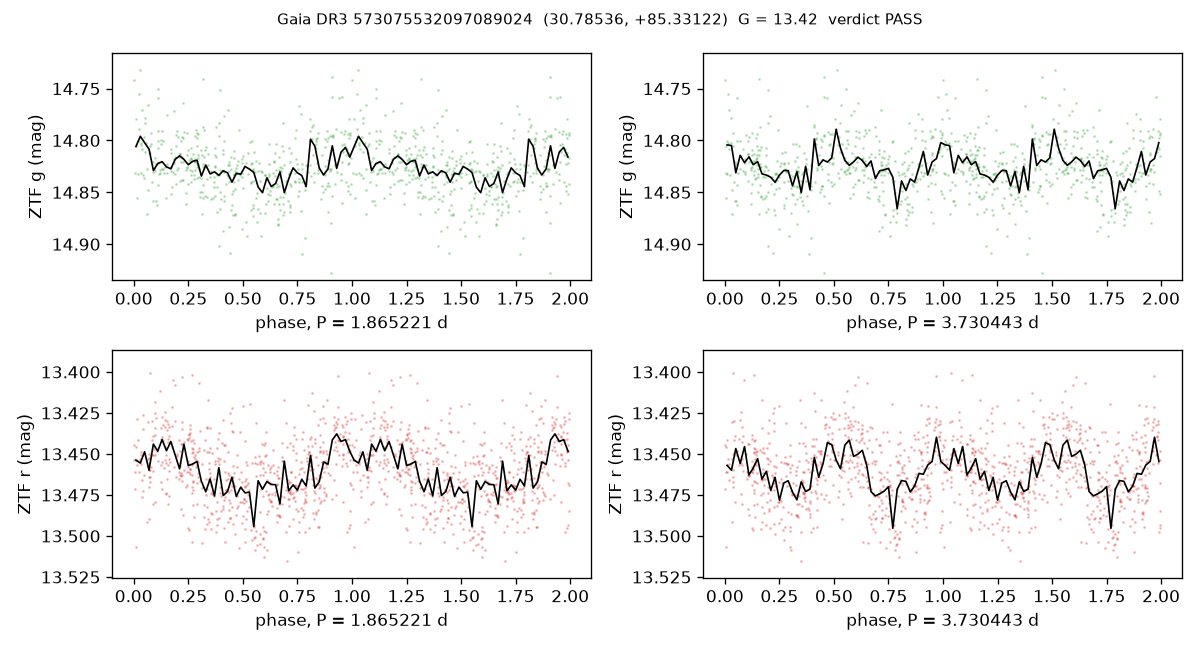 Gaia DR3 573075532097089024 (30.78536, +85.33122) G = 13.42 verdict PASS
ZTF g (mag)
14.75
14.80
14.85
14.90
0.00 0.25 0.50 0.75 1.00 1.25 1.50 1.75 2.00
phase, P = 1.865221 d
ZTF g (mag)
14.75
14.80
14.85
14.90
0.00 0.25 0.50 0.75 1.00 1.25 1.50 1.75 2.00
phase, P = 3.730443 d
ZTF r (mag)
13.400
13.425
13.450
13.475
13.500
13.525
0.00 0.25 0.50 0.75 1.00 1.25 1.50 1.75 2.00
phase, P = 1.865221 d
ZTF r (mag)
13.400
13.425
13.450
13.475
13.500
13.525
0.00 0.25 0.50 0.75 1.00 1.25 1.50 1.75 2.00
phase, P = 3.730443 d